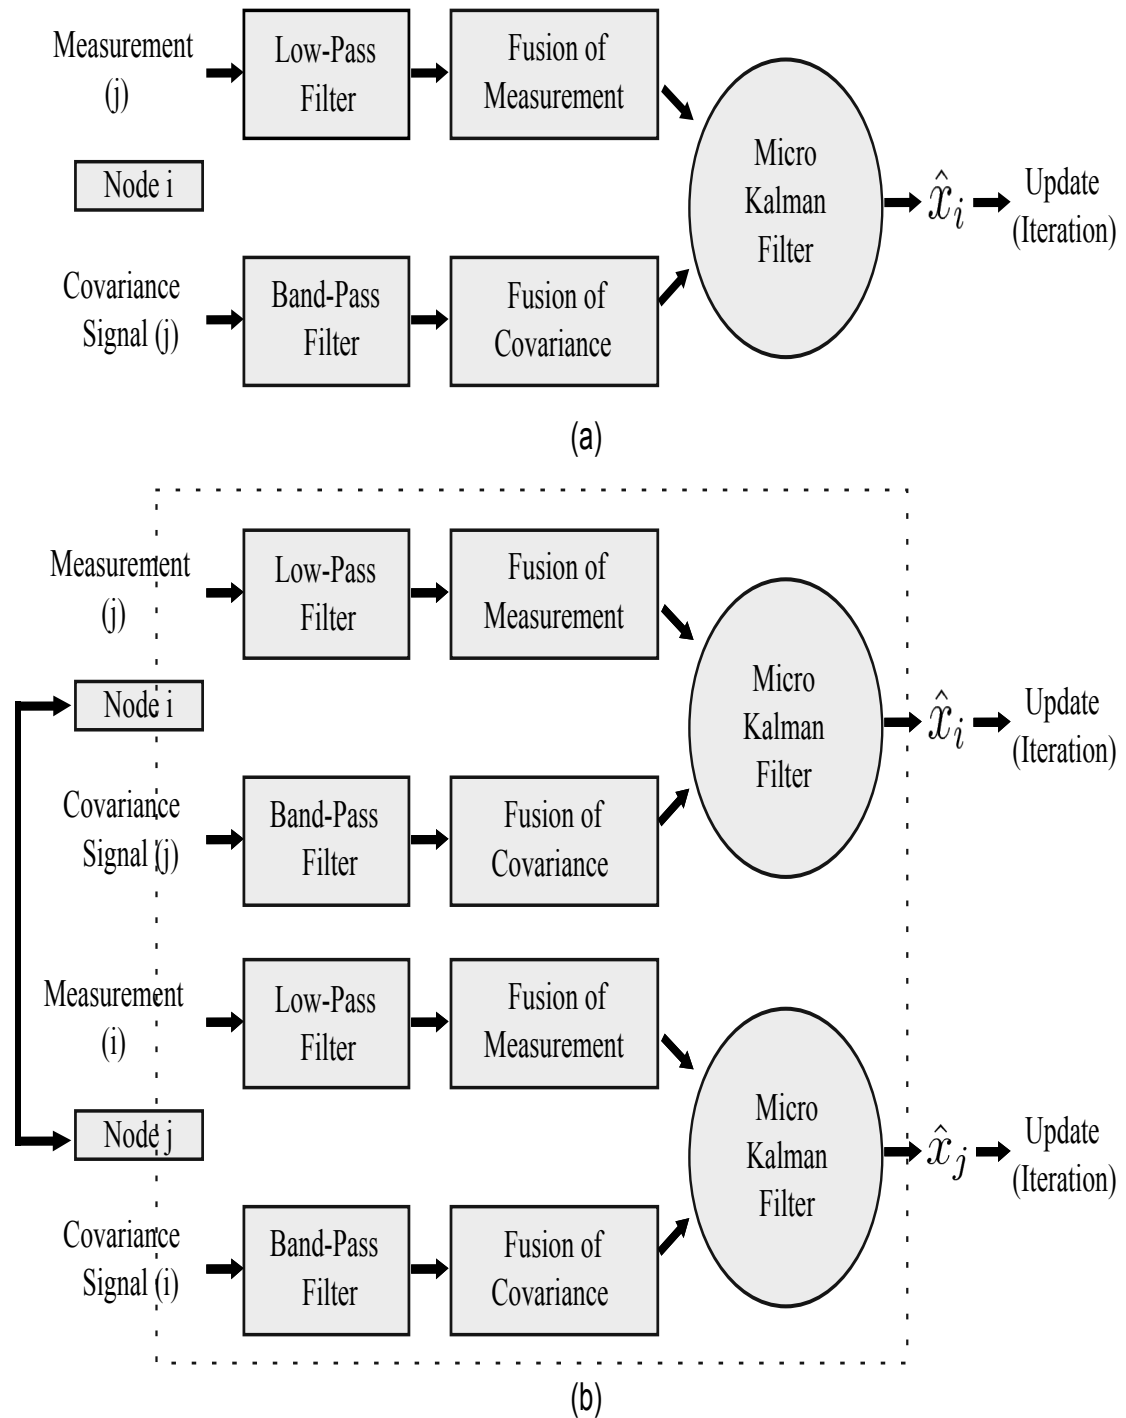 Measurement
(j)
Low-Pass
Filter
Fusion of
Measurement
Node i
Micro
Kalman
Filter
x̂ᵢ
Update
(Iteration)
Covariance
Signal (j)
Band-Pass
Filter
Fusion of
Covariance
(a)
Measurement
(j)
Low-Pass
Filter
Fusion of
Measurement
Node i
Micro
Kalman
Filter
x̂ᵢ
Update
(Iteration)
Covariance
Signal (j)
Band-Pass
Filter
Fusion of
Covariance
Measurement
(i)
Low-Pass
Filter
Fusion of
Measurement
Node j
Micro
Kalman
Filter
x̂ⱼ
Update
(Iteration)
Covariance
Signal (i)
Band-Pass
Filter
Fusion of
Covariance
(b)